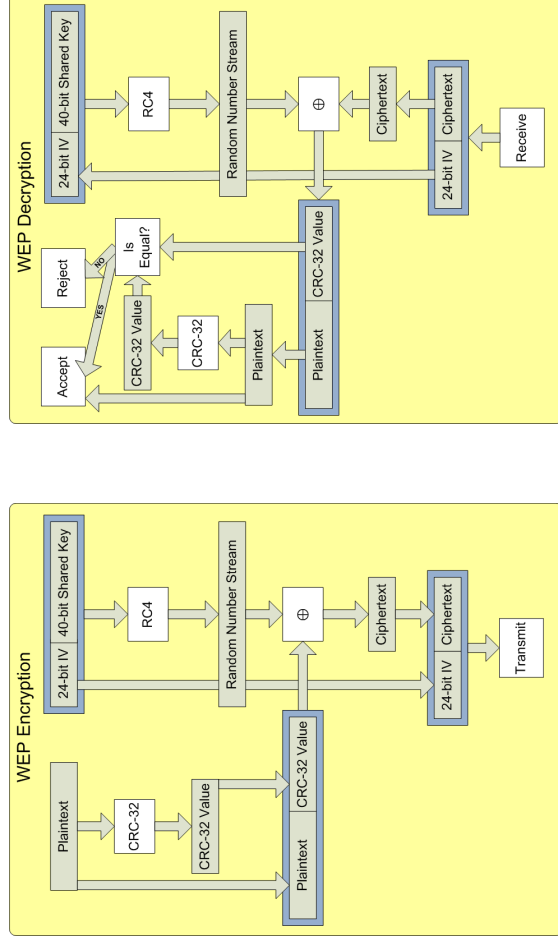 WEP Encryption
Plaintext
24-bit IV
40-bit Shared Key
CRC-32
RC4
CRC-32 Value
Random Number Stream
Plaintext
CRC-32 Value
⊕
Ciphertext
24-bit IV
Ciphertext
Transmit
WEP Decryption
Accept
Reject
24-bit IV
40-bit Shared Key
YES
NO
Is
Equal?
RC4
CRC-32 Value
CRC-32
Random Number Stream
Plaintext
Plaintext
CRC-32 Value
⊕
Ciphertext
24-bit IV
Ciphertext
Receive